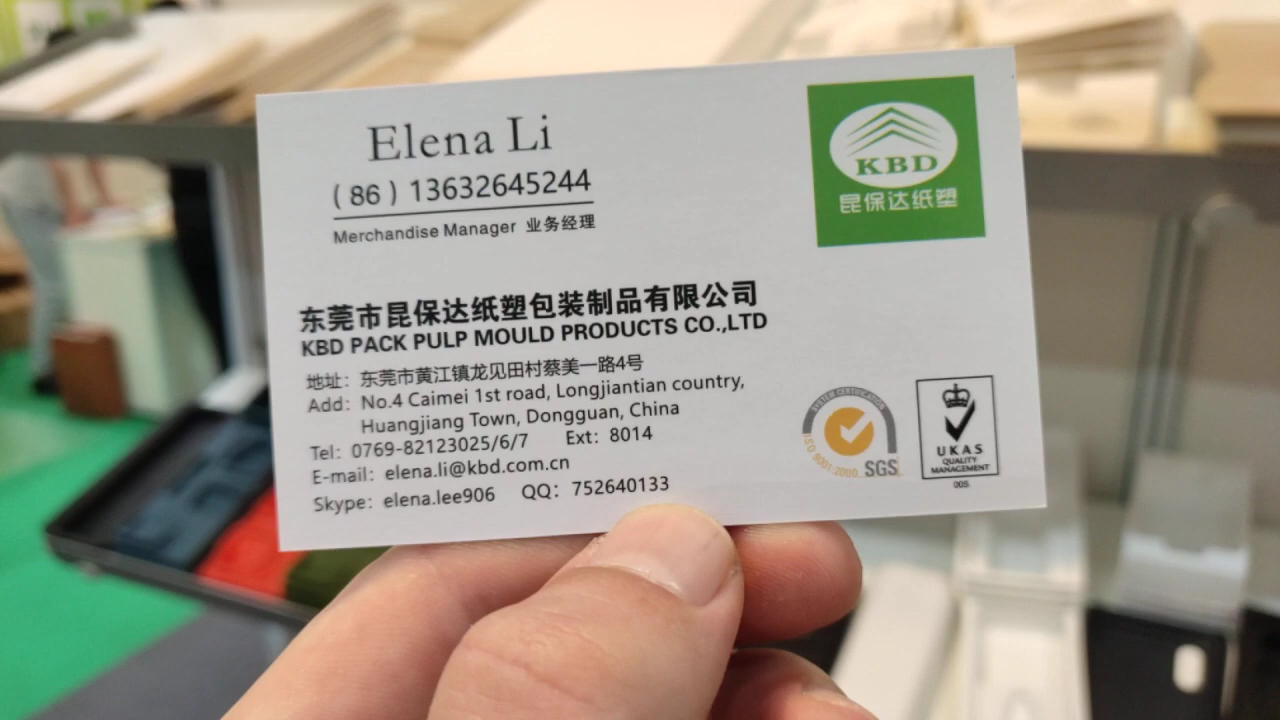 Elena Li
( 86 ) 13632645244
Merchandise Manager 业务经理
KBD
昆保达纸塑
东莞市昆保达纸塑包装制品有限公司
KBD PACK PULP MOULD PRODUCTS CO.,LTD
地址：东莞市黄江镇龙见田村蔡美一路4号
Add：No.4 Caimei 1st road, Longjiantian country,
Huangjiang Town, Dongguan, China
Tel：0769-82123025/6/7 Ext：8014
E-mail：elena.li@kbd.com.cn
Skype：elena.lee906 QQ：752640133
ISO 9001:2000
SGS
UKAS
QUALITY
MANAGEMENT
005